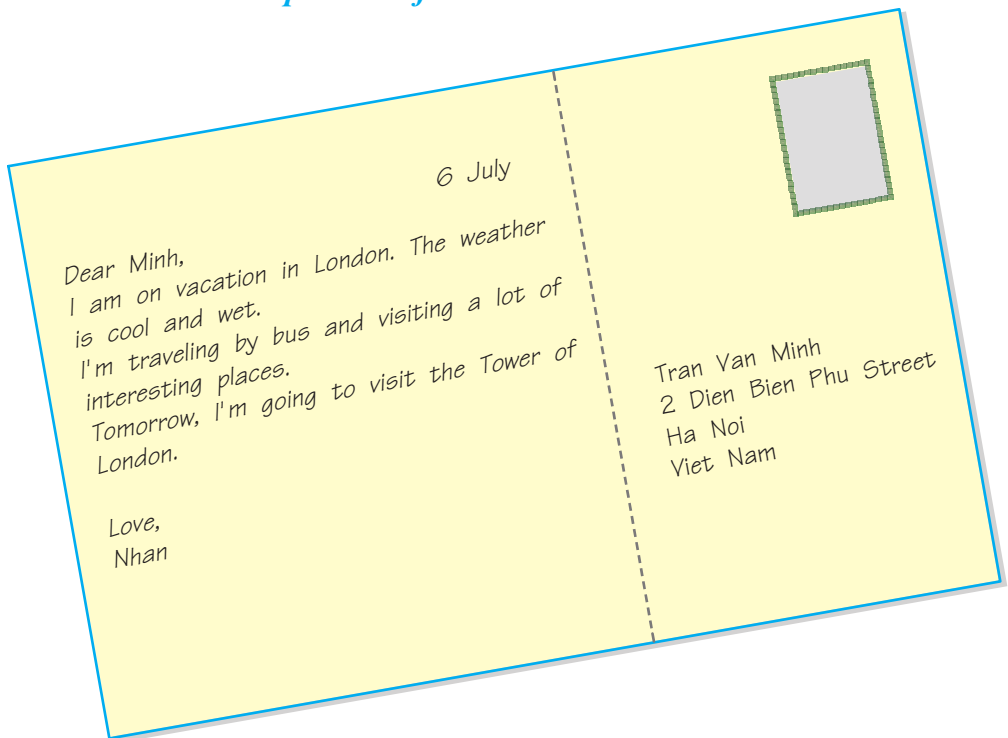 6 July
Dear Minh,
I am on vacation in London. The weather
is cool and wet.
I'm traveling by bus and visiting a lot of
interesting places.
Tomorrow, I'm going to visit the Tower of
London.
Love,
Nhan
Tran Van Minh
2 Dien Bien Phu Street
Ha Noi
Viet Nam